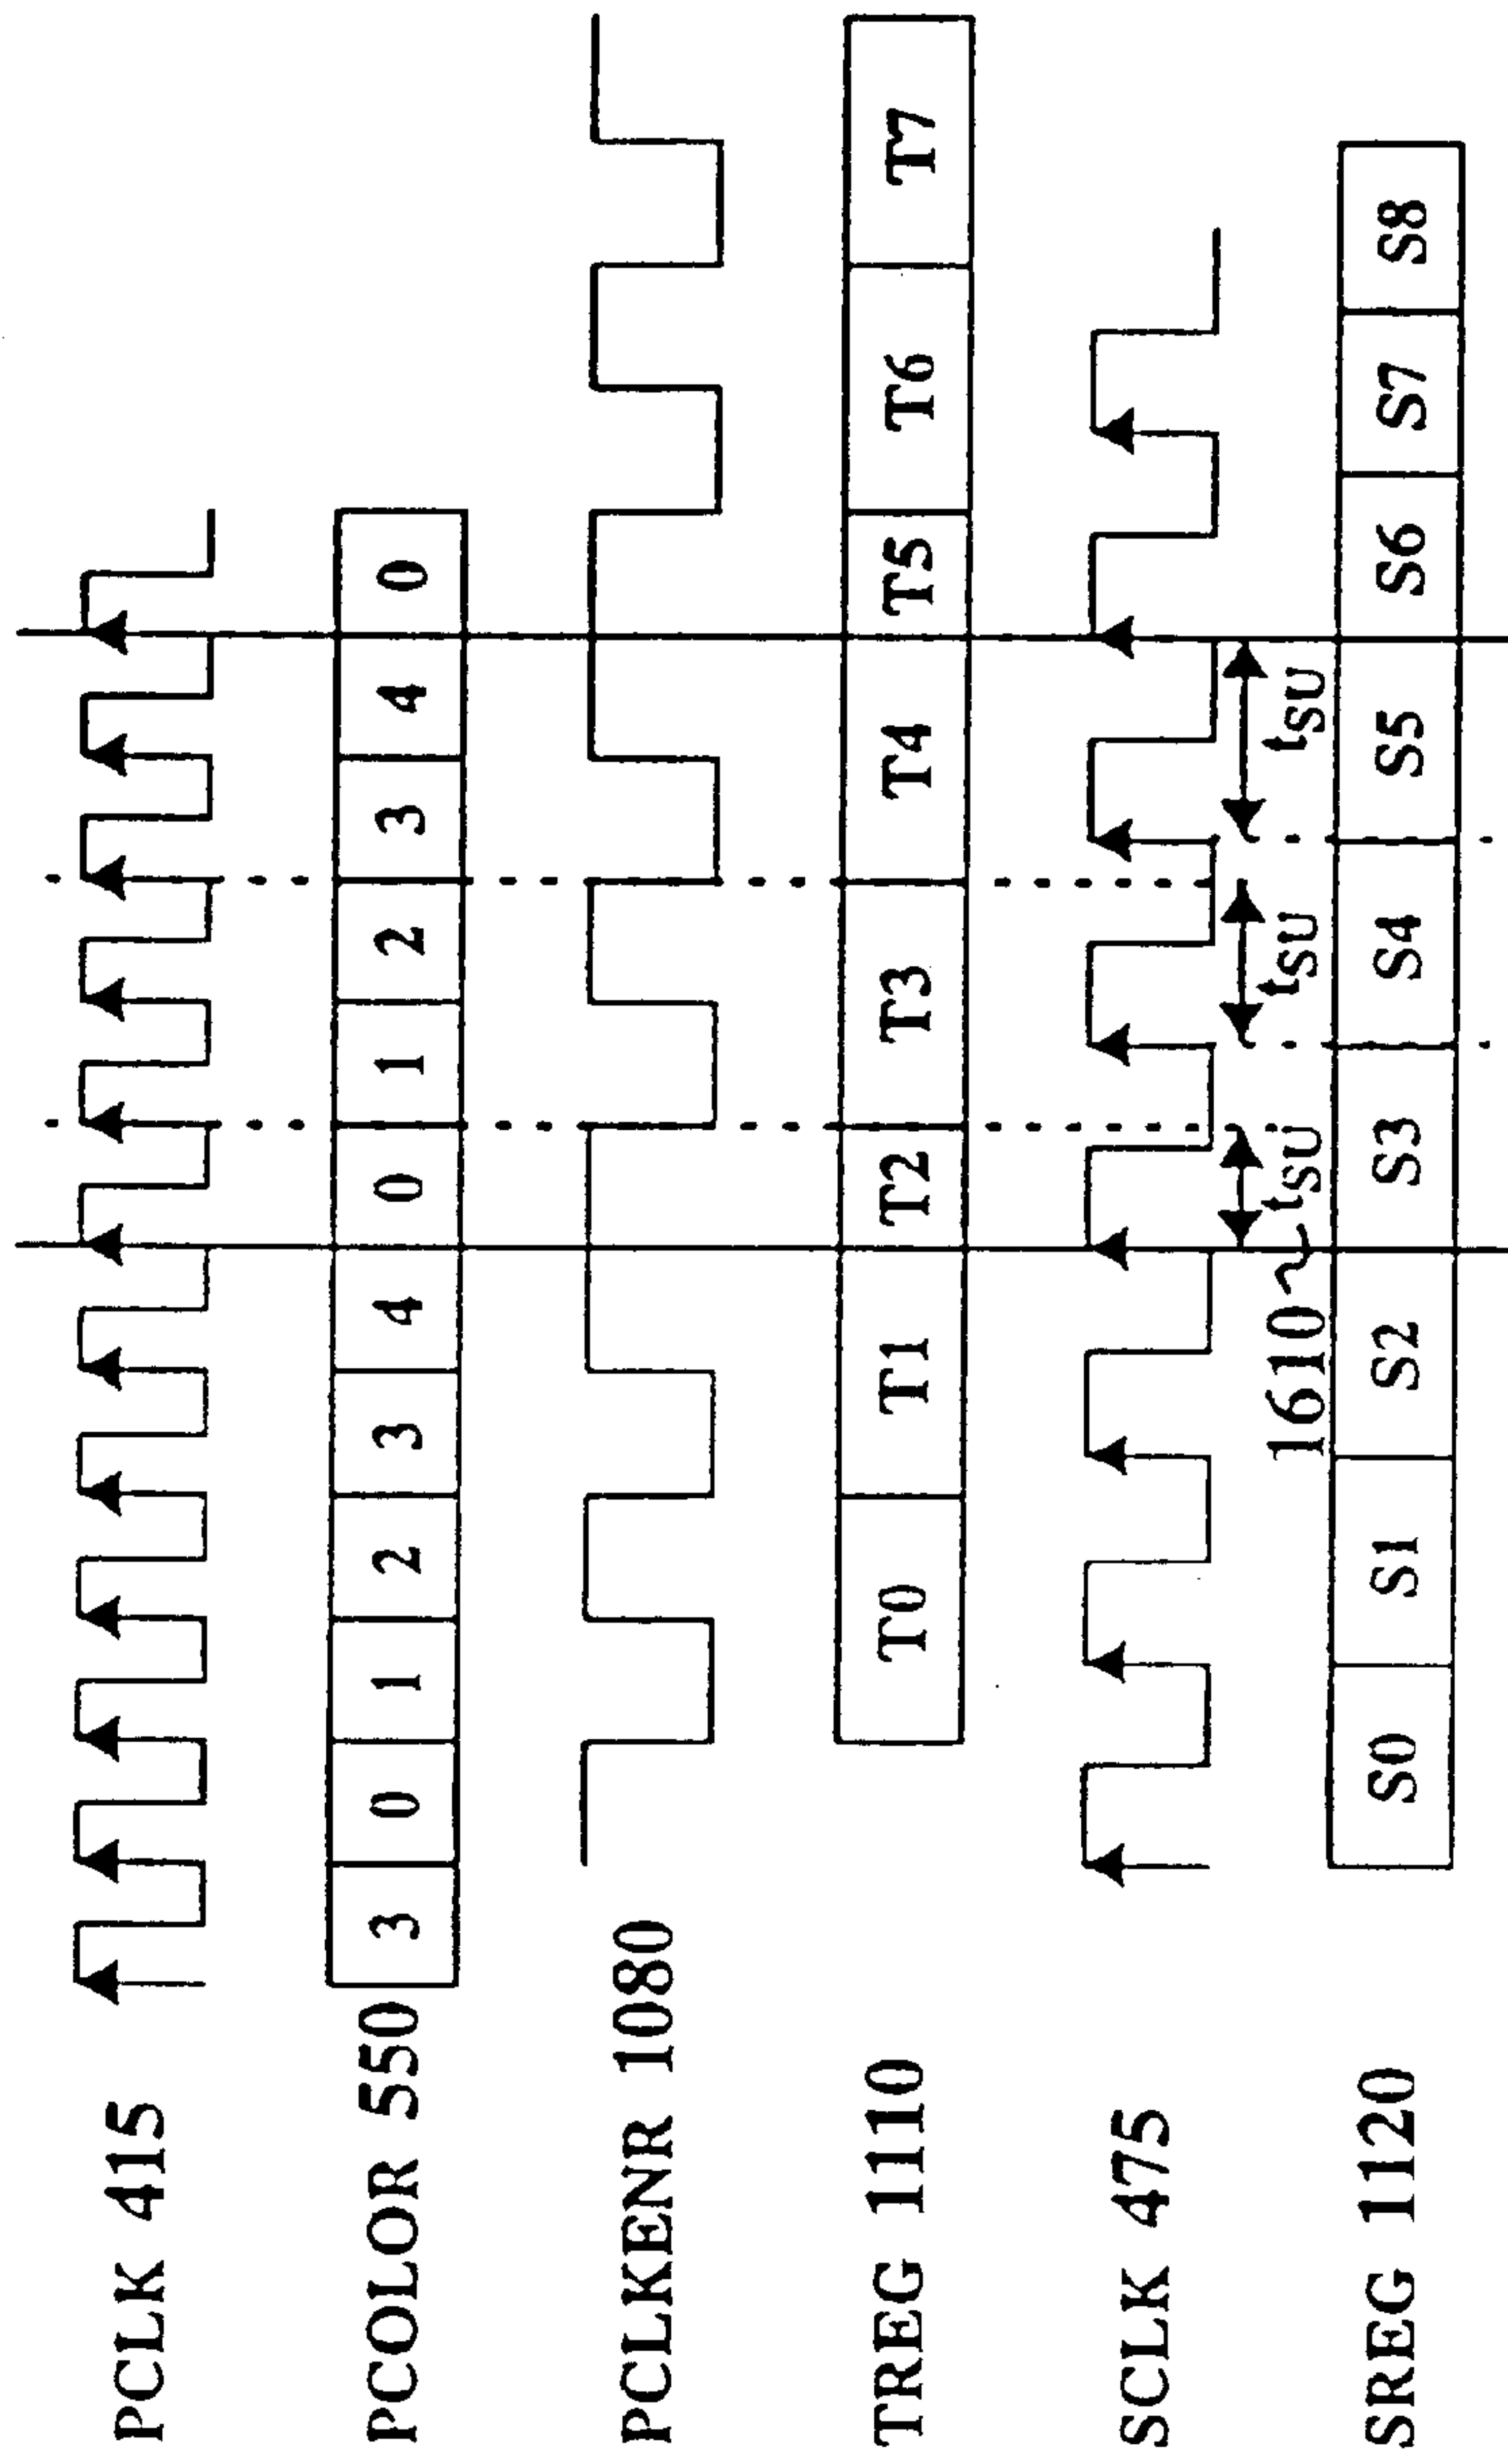 PCLK 415
PCOLOR 550 3 0 1 2 3 4 0 1 2 3 4 0
PCLKENR 1080
TREG 1110 T0 T1 T2 T3 T4 T5 T6 T7
SCLK 475
1610 tSU tSU tSU
SREG 1120 S0 S1 S2 S3 S4 S5 S6 S7 S8